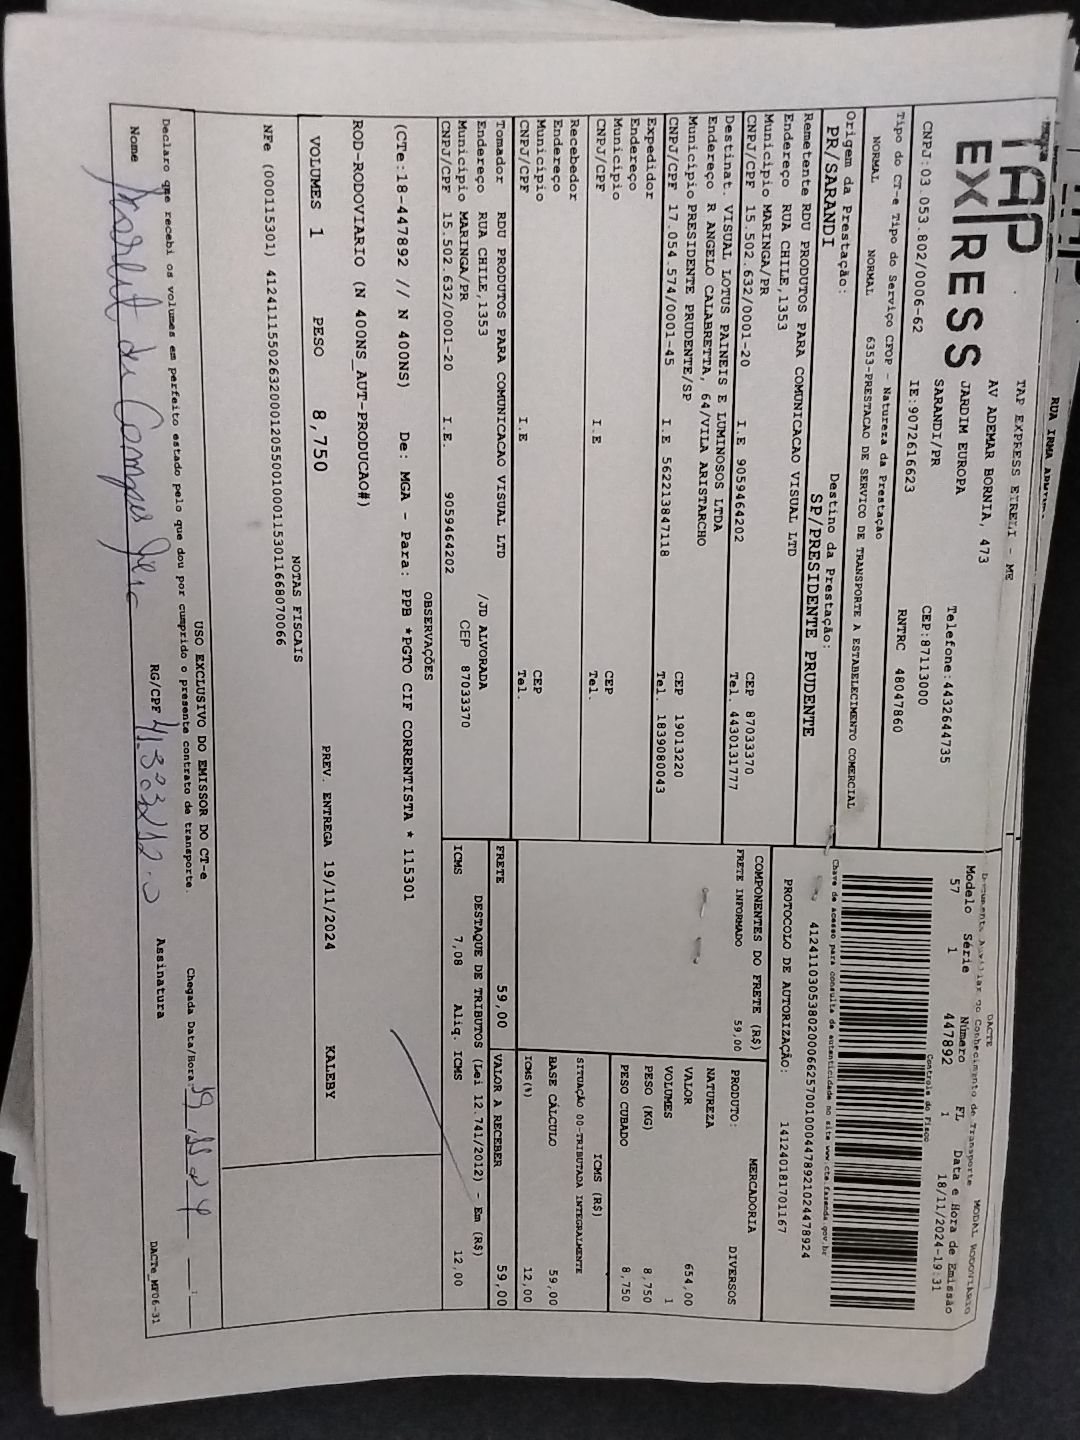 RUA IRMA
TAP EXPRESS
TAP EXPRESS EIRELI - ME
AV ADEMAR BORNIA, 473
JARDIM EUROPA
SARANDI/PR
Telefone:4432644735
CEP:87113000
CNPJ:03.053.802/0006-62 IE:9072616623 RNTRC 48047860
DACTE
Documento Auxiliar do Conhecimento de Transporte MODAL RODOVIARIO
Modelo Série Número FL Data e Hora de Emissão
57 1 447892 1 18/11/2024-19:31
Controle do Fisco
Tipo do CT-e Tipo do Serviço CFOP - Natureza da Prestação
NORMAL NORMAL 6353-PRESTACAO DE SERVICO DE TRANSPORTE A ESTABELECIMENTO COMERCIAL
Chave de acesso para consulta de autenticidade no site www.cte.fazenda.gov.br
41241103053802000662570010004478921024478924
Origem da Prestação: Destino da Prestação:
PR/SARANDI SP/PRESIDENTE PRUDENTE
PROTOCOLO DE AUTORIZAÇÃO: 141240181701167
Remetente RDU PRODUTOS PARA COMUNICACAO VISUAL LTD
Endereço RUA CHILE,1353
Município MARINGA/PR CEP 87033370
CNPJ/CPF 15.502.632/0001-20 I.E 9059464202 Tel. 4430131777
Destinat. VISUAL LOTUS PAINEIS E LUMINOSOS LTDA
Endereço R ANGELO CALABRETTA, 64/VILA ARISTARCHO
Município PRESIDENTE PRUDENTE/SP CEP 19013220
CNPJ/CPF 17.054.574/0001-45 I.E 562213847118 Tel. 1839080043
Expedidor
Endereço
Município CEP
CNPJ/CPF I.E Tel.
Recebedor
Endereço
Município CEP
CNPJ/CPF I.E Tel.
Tomador RDU PRODUTOS PARA COMUNICACAO VISUAL LTD
Endereço RUA CHILE,1353 /JD ALVORADA
Município MARINGA/PR CEP 87033370
CNPJ/CPF 15.502.632/0001-20 I.E. 9059464202
COMPONENTES DO FRETE (R$)
FRETE INFORMADO 59,00
PRODUTO: MERCADORIA
NATUREZA DIVERSOS
VALOR 654,00
VOLUMES 1
PESO (KG) 8,750
PESO CUBADO 8,750
ICMS (R$)
SITUAÇÃO 00-TRIBUTADA INTEGRALMENTE
BASE CÁLCULO 59,00
ICMS(%) 12,00
FRETE 59,00 VALOR A RECEBER 59,00
DESTAQUE DE TRIBUTOS (Lei 12.741/2012) - Em (R$)
ICMS 7,08 Aliq. ICMS 12,00
OBSERVAÇÕES
(CTe:18-447892 // N 400NS) De: MGA - Para: PPB *PGTO CIF CORRENTISTA * 115301
ROD-RODOVIARIO (N 400NS_AUT-PRODUCAO#)
VOLUMES 1 PESO 8,750 PREV. ENTREGA 19/11/2024 KALEBY
NOTAS FISCAIS
NFe (000115301) 41241115502632000120550010001153011668070066
USO EXCLUSIVO DO EMISSOR DO CT-e
Declaro que recebi os volumes em perfeito estado pelo que dou por cumprido o presente contrato de transporte. Chegada Data/Hora:
Nome RG/CPF Assinatura
DACTe_MF06-31